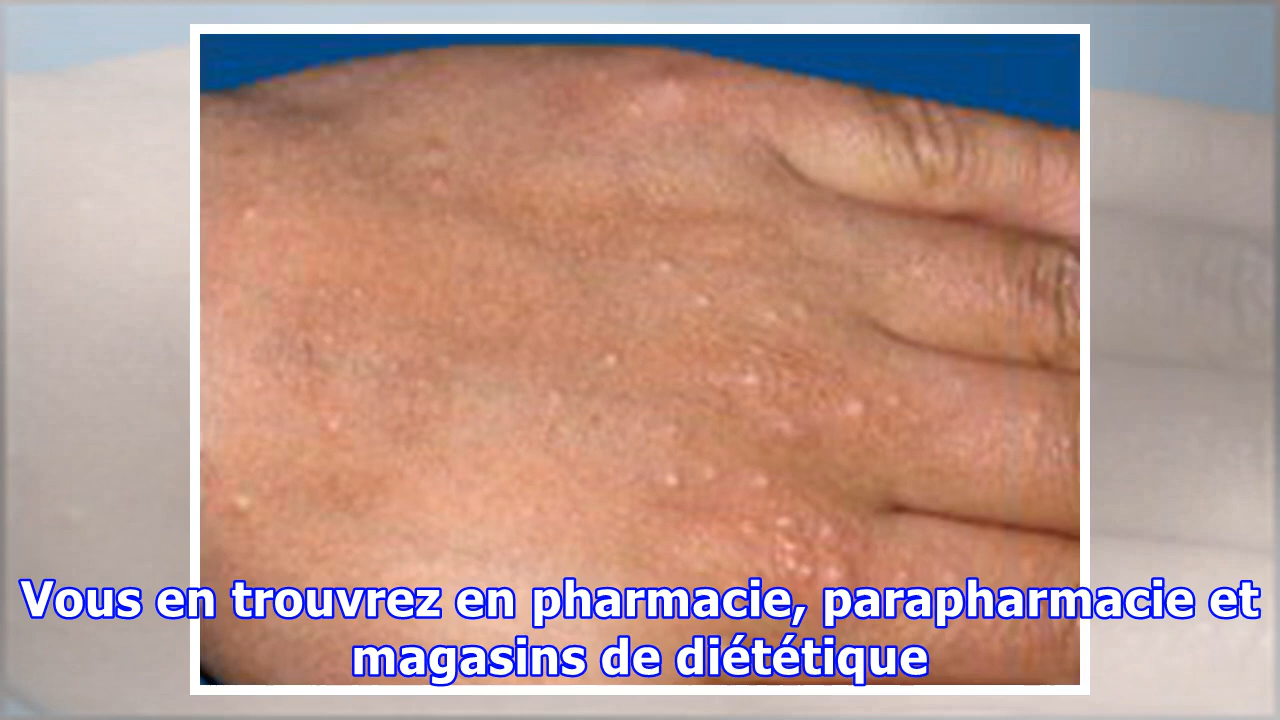 Vous en trouvrez en pharmacie, parapharmacie et
magasins de diététique